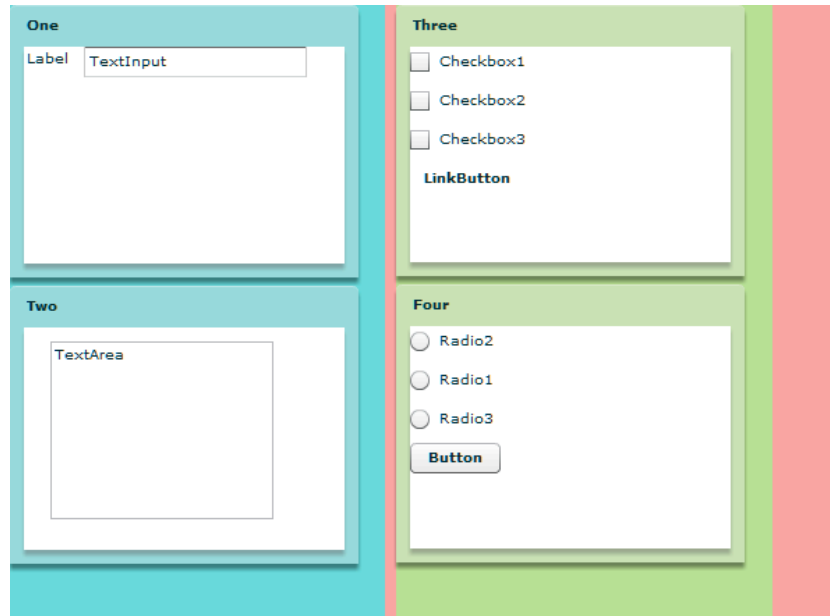 One
Label TextInput
Two
TextArea
Three
Checkbox1
Checkbox2
Checkbox3
LinkButton
Four
Radio2
Radio1
Radio3
Button